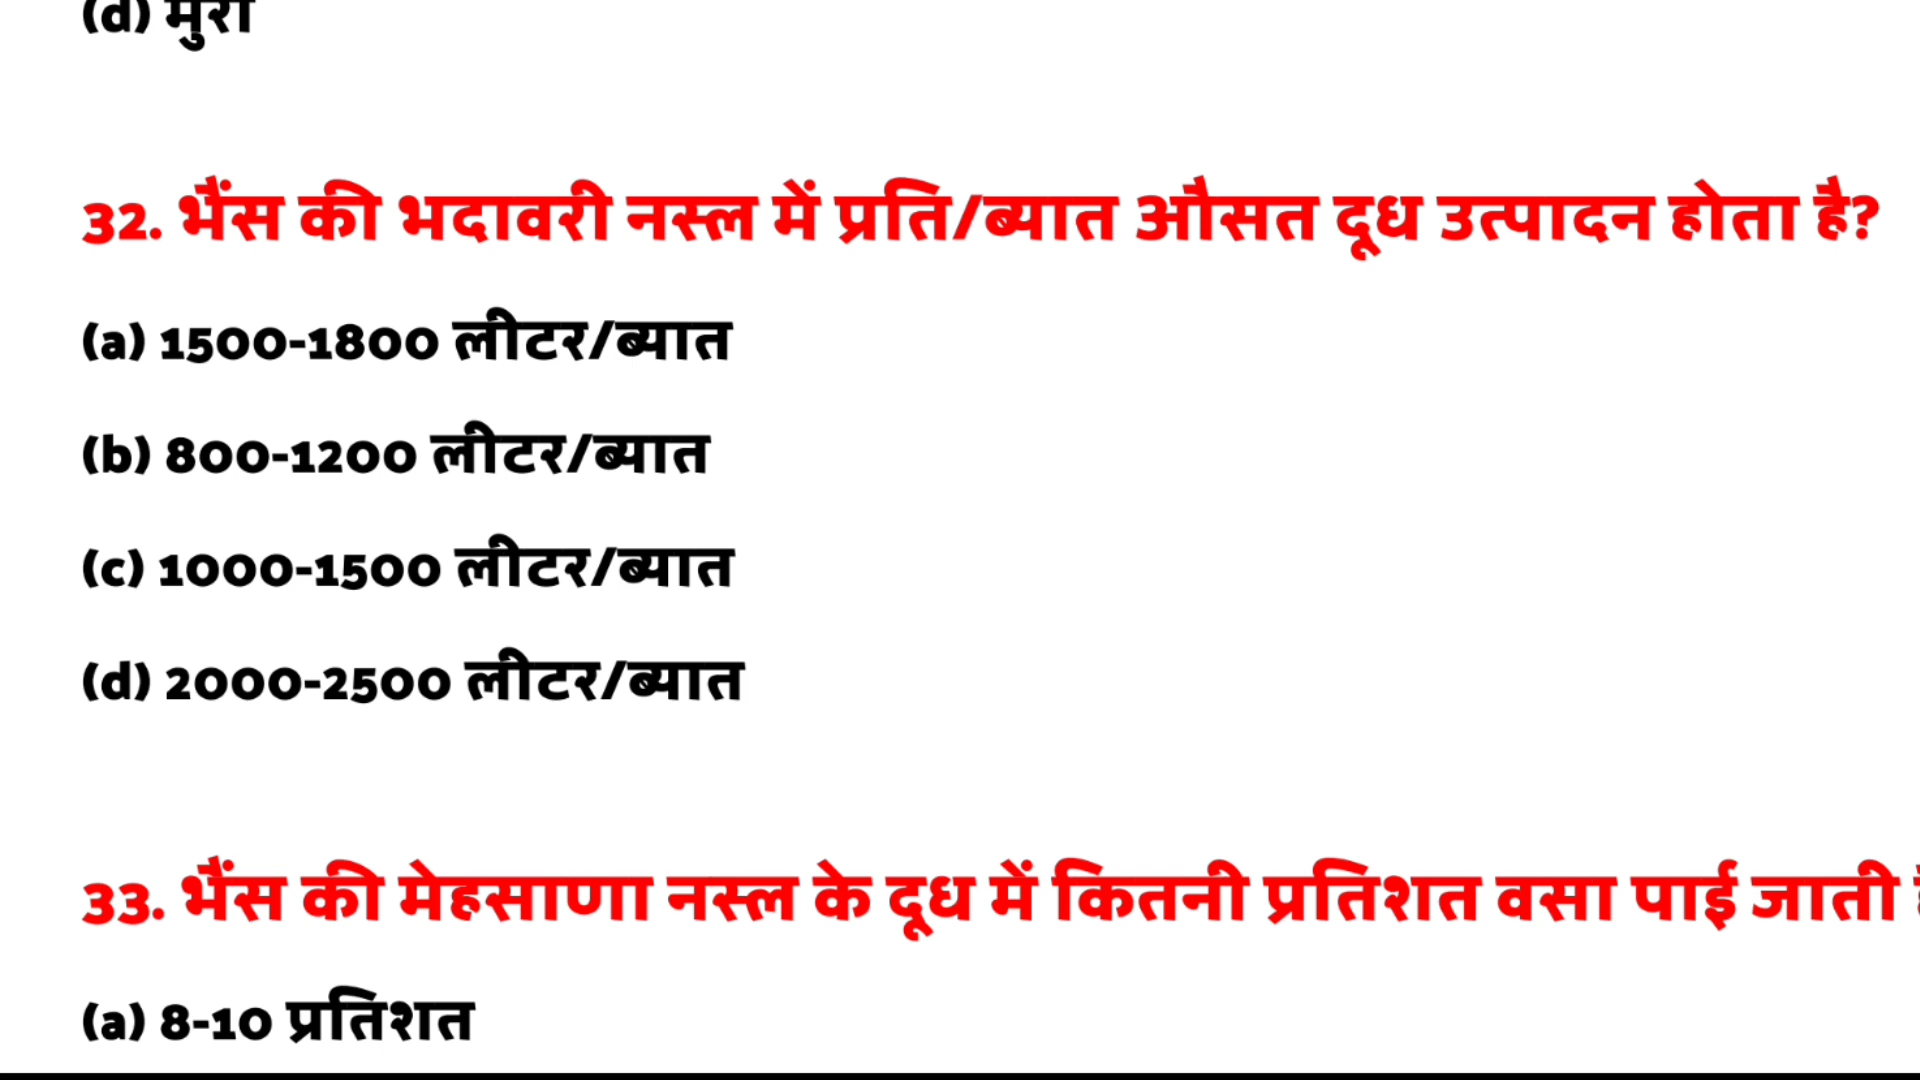 (d) मुर्रा
32. भैंस की भदावरी नस्ल में प्रति/ब्यात औसत दूध उत्पादन होता है?
(a) 1500-1800 लीटर/ब्यात
(b) 800-1200 लीटर/ब्यात
(c) 1000-1500 लीटर/ब्यात
(d) 2000-2500 लीटर/ब्यात
33. भैंस की मेहसाणा नस्ल के दूध में कितनी प्रतिशत वसा पाई जाती
(a) 8-10 प्रतिशत